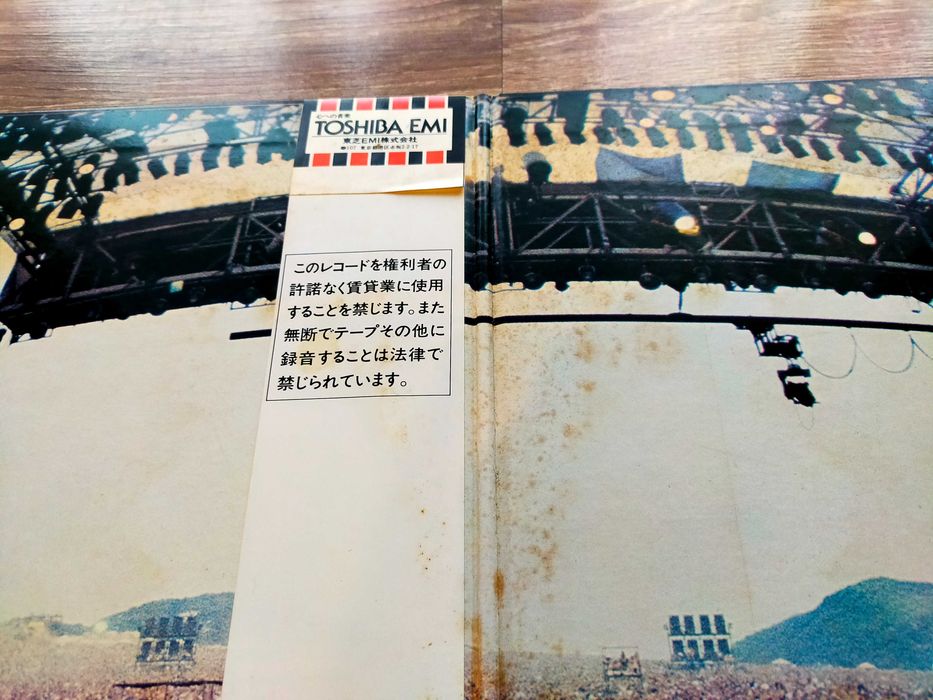 心への音楽
TOSHIBA EMI
東芝EMI株式会社
このレコードを権利者の
許諾なく賃貸業に使用
することを禁じます。また
無断でテープその他に
録音することは法律で
禁じられています。